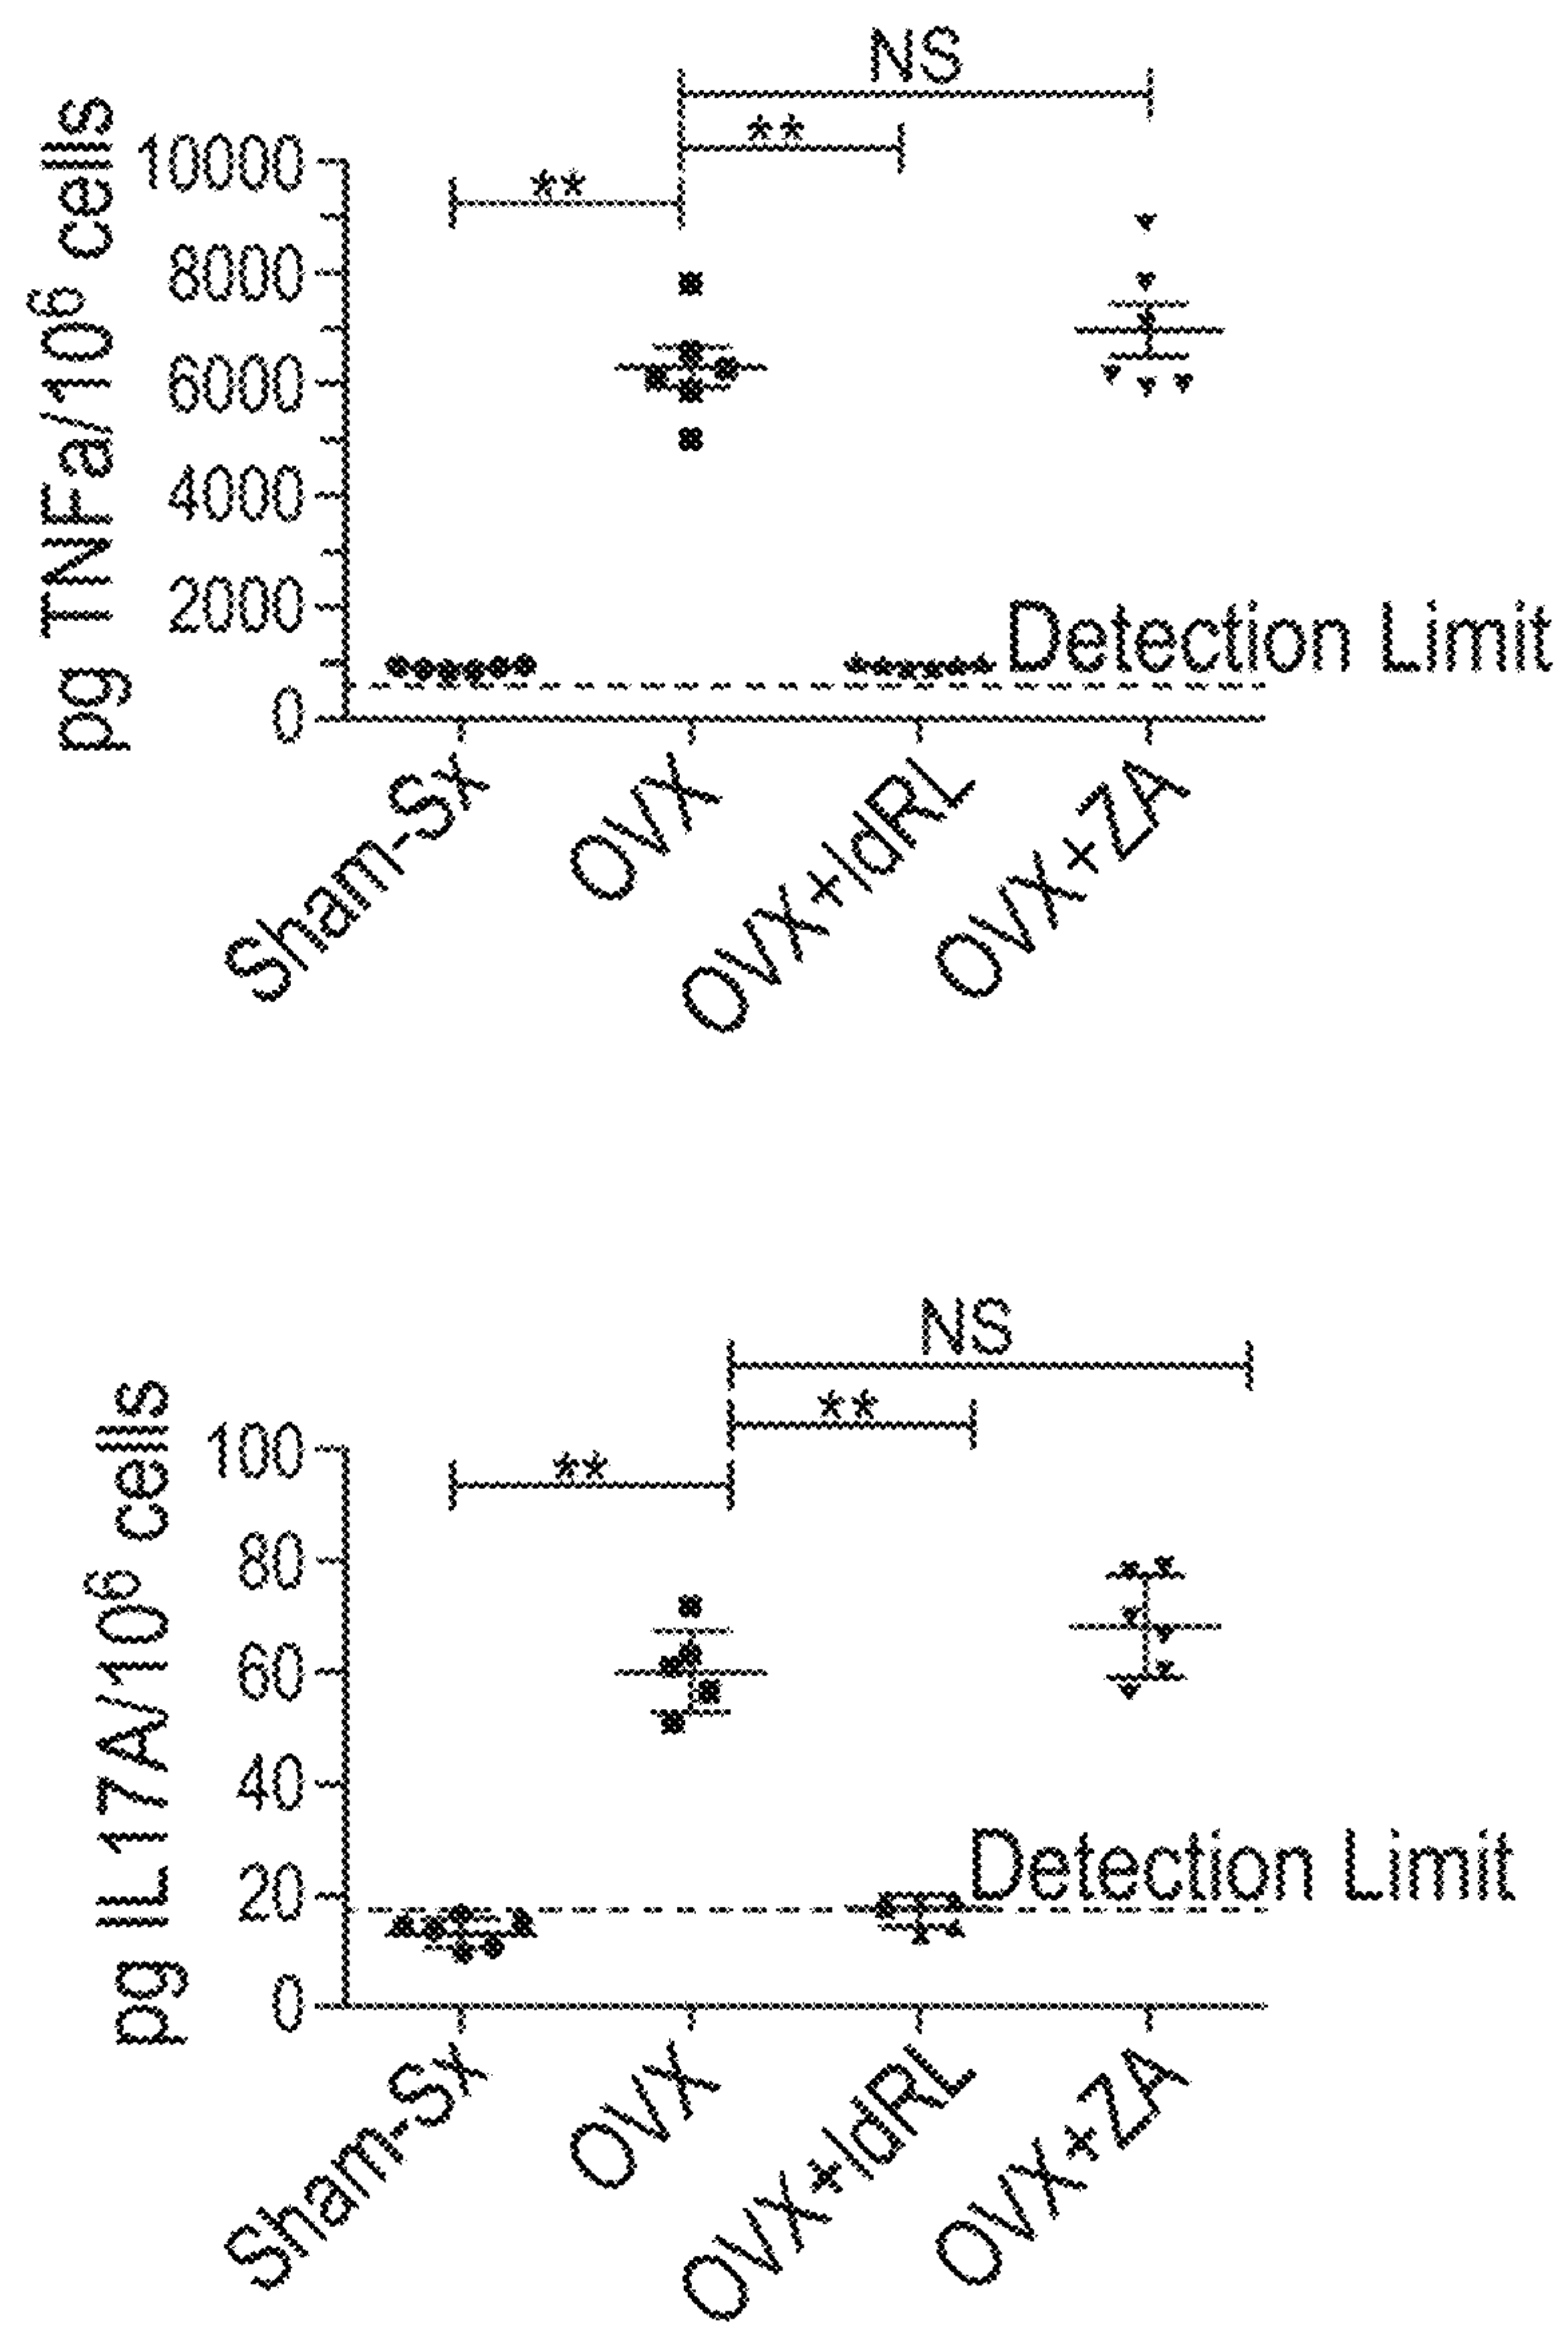 NS
**
**
pg TNFa/10⁶ cells
10000
8000
6000
4000
2000
0
Detection Limit
Sham-Sx
OVX
OVX+ldRL
OVX+ZA
NS
**
**
pg IL17A/10⁶ cells
100
80
60
40
20
0
Detection Limit
Sham-Sx
OVX
OVX+ldRL
OVX+ZA